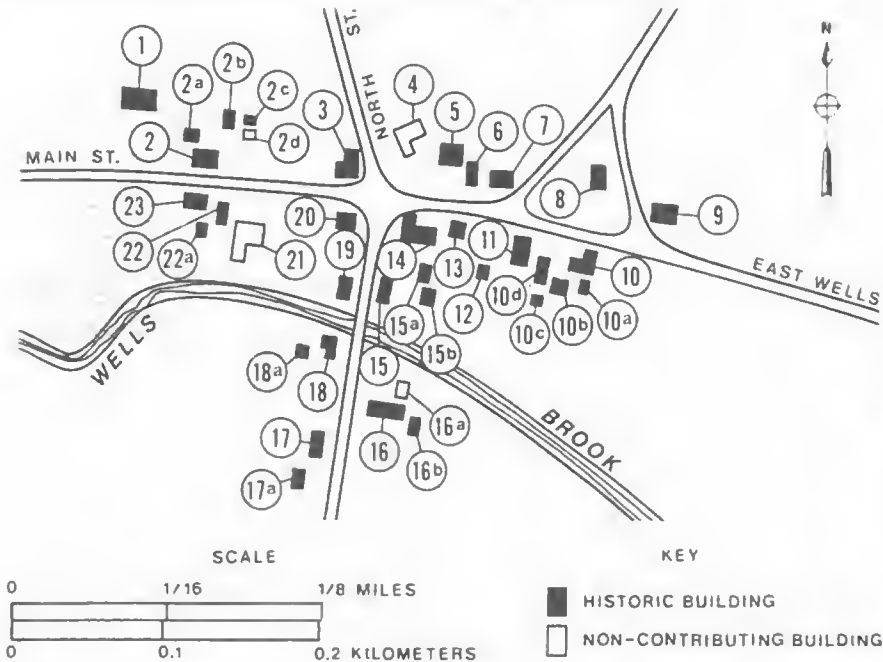 1
2a
2b
2c
2d
2
3
NORTH ST.
4
5
6
7
8
9
N
MAIN ST.
23
22
22a
21
20
19
14
13
11
12
10d
10
10c
10b
10a
EAST WELLS
15a
15b
15
WELLS BROOK
18a
18
16a
16
16b
17
17a
SCALE
0 1/16 1/8 MILES
0 0.1 0.2 KILOMETERS
KEY
HISTORIC BUILDING
NON-CONTRIBUTING BUILDING